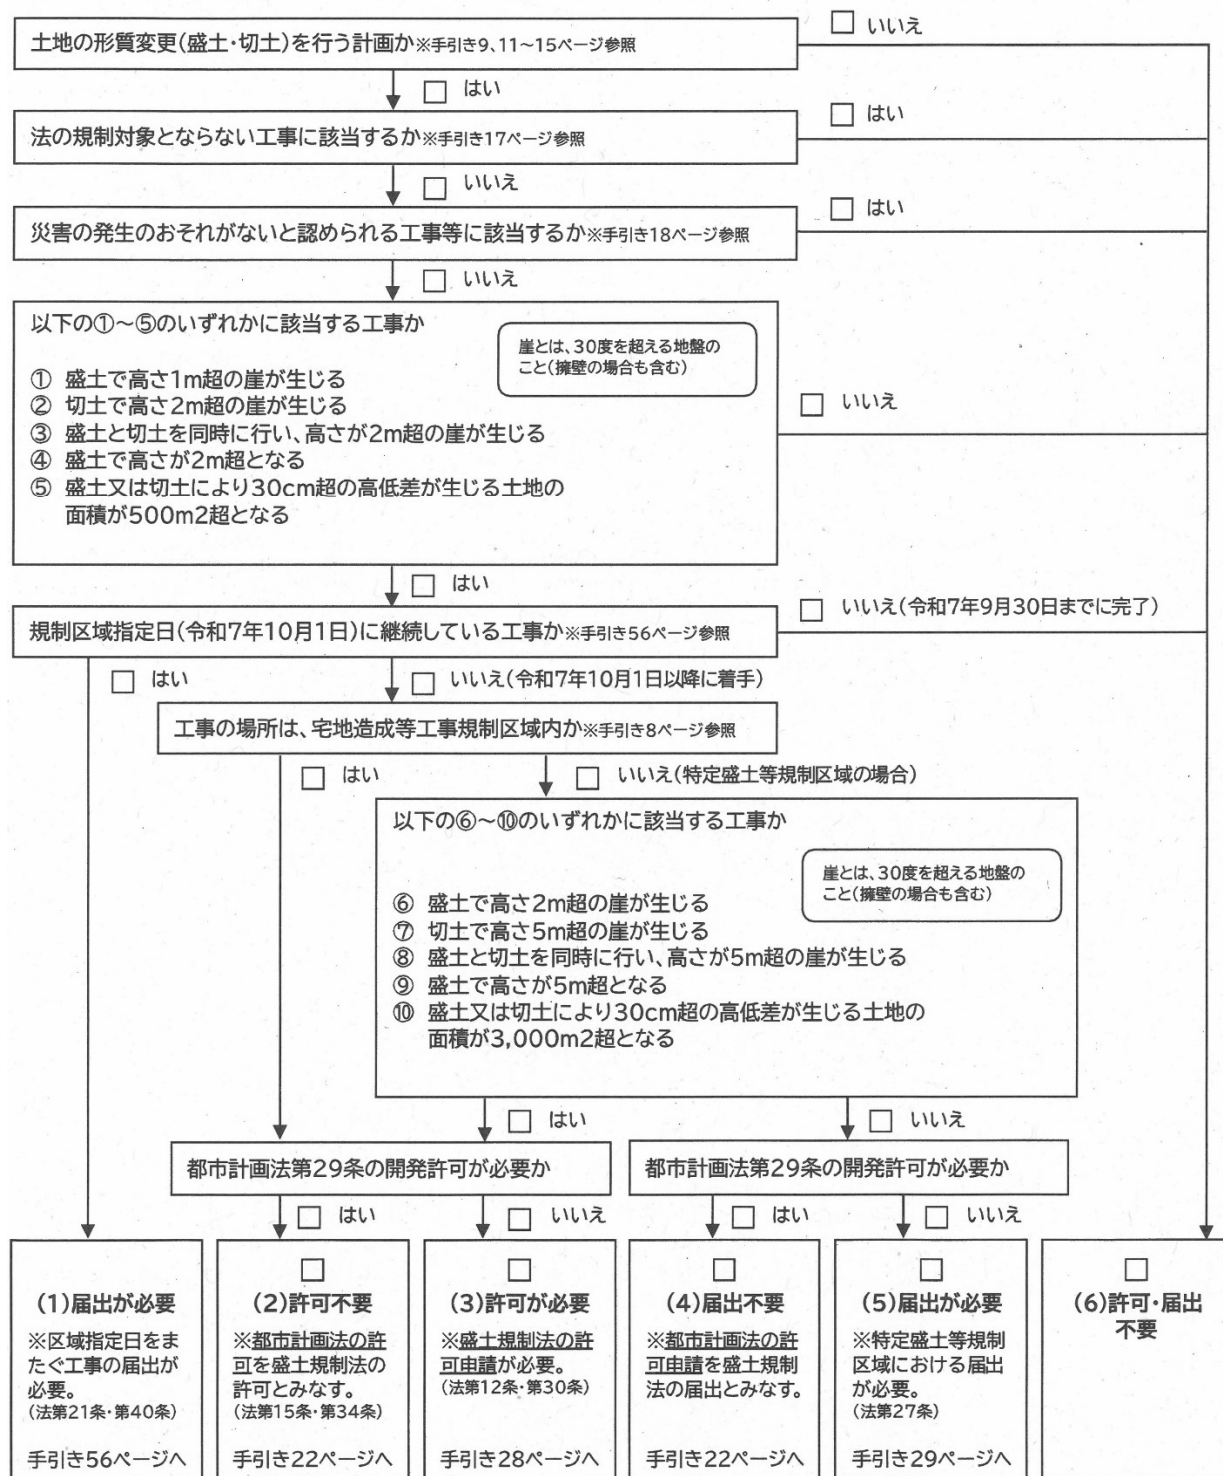 土地の形質変更(盛土・切土)を行う計画か※手引き9、11～15ページ参照
□ いいえ
□ はい
法の規制対象とならない工事に該当するか※手引き17ページ参照
□ はい
□ いいえ
災害の発生のおそれがないと認められる工事等に該当するか※手引き18ページ参照
□ はい
□ いいえ
以下の①～⑤のいずれかに該当する工事か
崖とは、30度を超える地盤の
こと(擁壁の場合も含む)
① 盛土で高さ1m超の崖が生じる
② 切土で高さ2m超の崖が生じる
③ 盛土と切土を同時に行い、高さが2m超の崖が生じる
④ 盛土で高さが2m超となる
⑤ 盛土又は切土により30cm超の高低差が生じる土地の
面積が500m2超となる
□ いいえ
□ はい
規制区域指定日(令和7年10月1日)に継続している工事か※手引き56ページ参照
□ いいえ(令和7年9月30日までに完了)
□ はい
□ いいえ(令和7年10月1日以降に着手)
工事の場所は、宅地造成等工事規制区域内か※手引き8ページ参照
□ はい
□ いいえ(特定盛土等規制区域の場合)
以下の⑥～⑩のいずれかに該当する工事か
崖とは、30度を超える地盤の
こと(擁壁の場合も含む)
⑥ 盛土で高さ2m超の崖が生じる
⑦ 切土で高さ5m超の崖が生じる
⑧ 盛土と切土を同時に行い、高さが5m超の崖が生じる
⑨ 盛土で高さが5m超となる
⑩ 盛土又は切土により30cm超の高低差が生じる土地の
面積が3,000m2超となる
□ はい
□ いいえ
都市計画法第29条の開発許可が必要か
都市計画法第29条の開発許可が必要か
□ はい
□ いいえ
□ はい
□ いいえ
(1)届出が必要
※区域指定日をま
たぐ工事の届出が
必要。
(法第21条・第40条)
手引き56ページへ
□
(2)許可不要
※都市計画法の許
可を盛土規制法の
許可とみなす。
(法第15条・第34条)
手引き22ページへ
□
(3)許可が必要
※盛土規制法の許
可申請が必要。
(法第12条・第30条)
手引き28ページへ
□
(4)届出不要
※都市計画法の許
可申請を盛土規制
法の届出とみなす。
手引き22ページへ
□
(5)届出が必要
※特定盛土等規制
区域における届出
が必要。
(法第27条)
手引き29ページへ
□
(6)許可・届出
不要